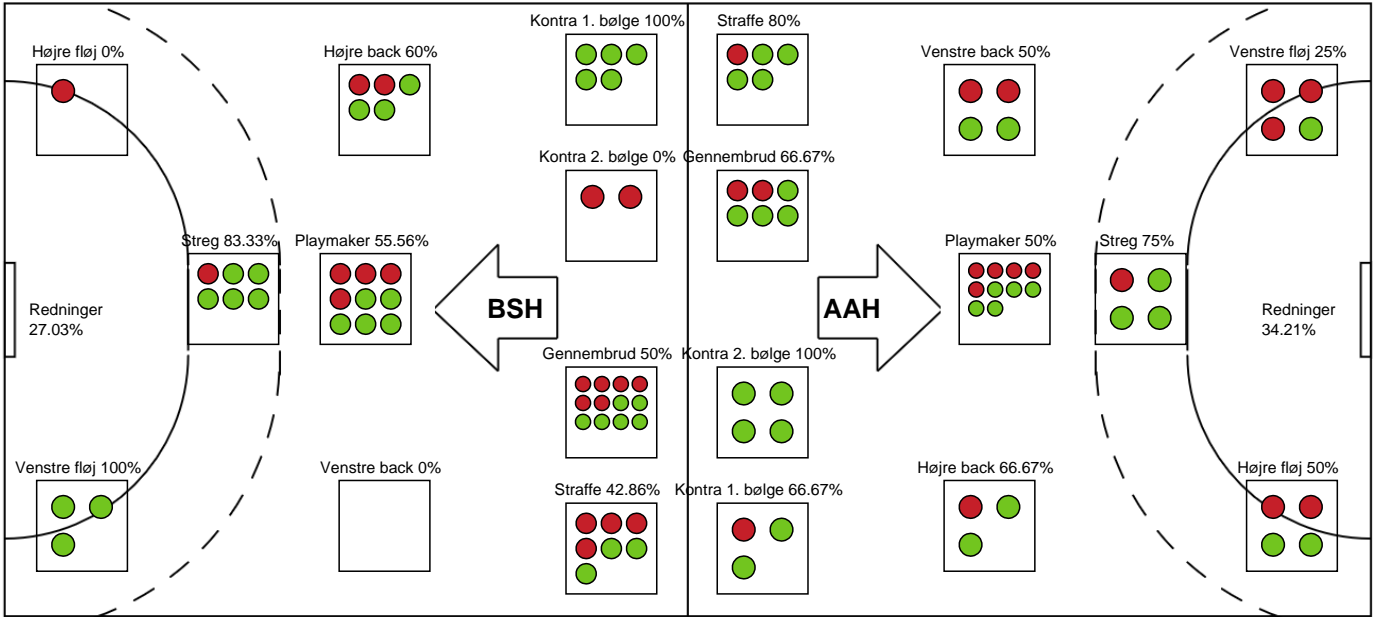 Kontra 1. bølge 100%
Straffe 80%
Højre fløj 0%
Højre back 60%
Venstre back 50%
Venstre fløj 25%
Kontra 2. bølge 0%
Gennembrud 66.67%
Streg 83.33%
Playmaker 55.56%
Playmaker 50%
Streg 75%
Redninger
27.03%
BSH
AAH
Redninger
34.21%
Gennembrud 50%
Kontra 2. bølge 100%
Venstre fløj 100%
Venstre back 0%
Højre back 66.67%
Højre fløj 50%
Straffe 42.86%
Kontra 1. bølge 66.67%